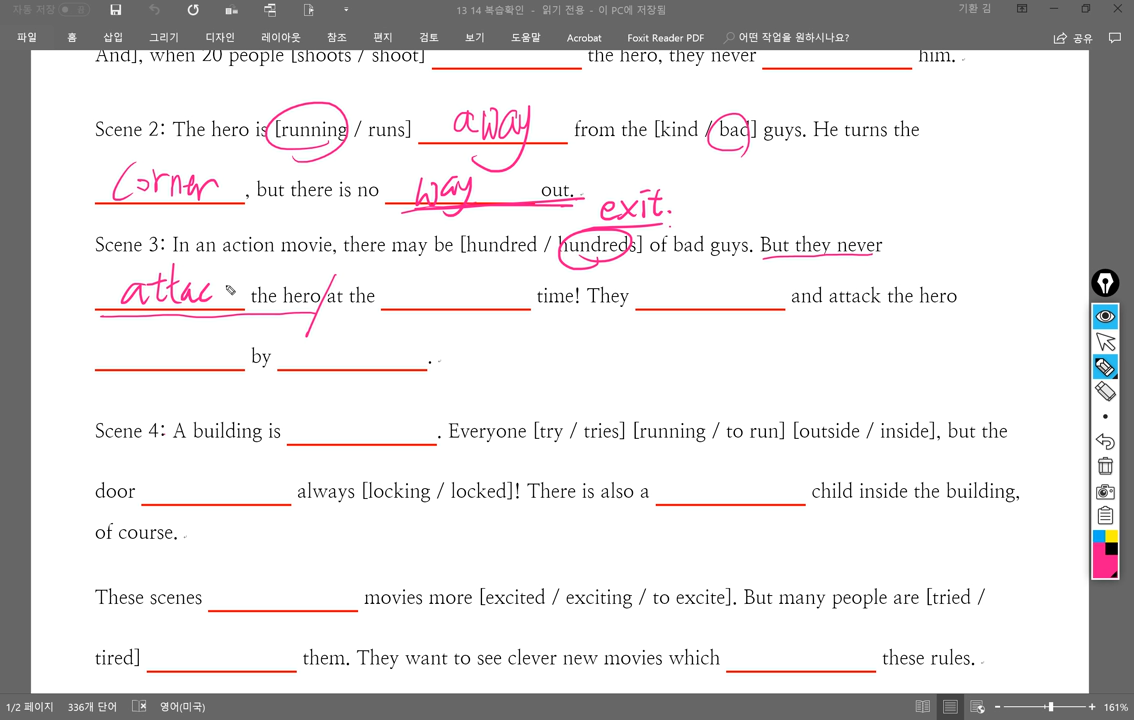 자동 저장
13 14 복습확인 - 읽기 전용 - 이 PC에 저장됨
기환 김
파일 홈 삽입 그리기 디자인 레이아웃 참조 편지 검토 보기 도움말 Acrobat Foxit Reader PDF 어떤 작업을 원하시나요? 공유
And], when 20 people [shoots / shoot] the hero, they never him.
Scene 2: The hero is [running / runs] away from the [kind / bad] guys. He turns the
Corner , but there is no way out.
exit.
Scene 3: In an action movie, there may be [hundred / hundreds] of bad guys. But they never
attac the hero at the time! They and attack the hero
by .
Scene 4: A building is . Everyone [try / tries] [running / to run] [outside / inside], but the
door always [locking / locked]! There is also a child inside the building,
of course.
These scenes movies more [excited / exciting / to excite]. But many people are [tried /
tired] them. They want to see clever new movies which these rules.
1/2 페이지 336개 단어 영어(미국) 161%